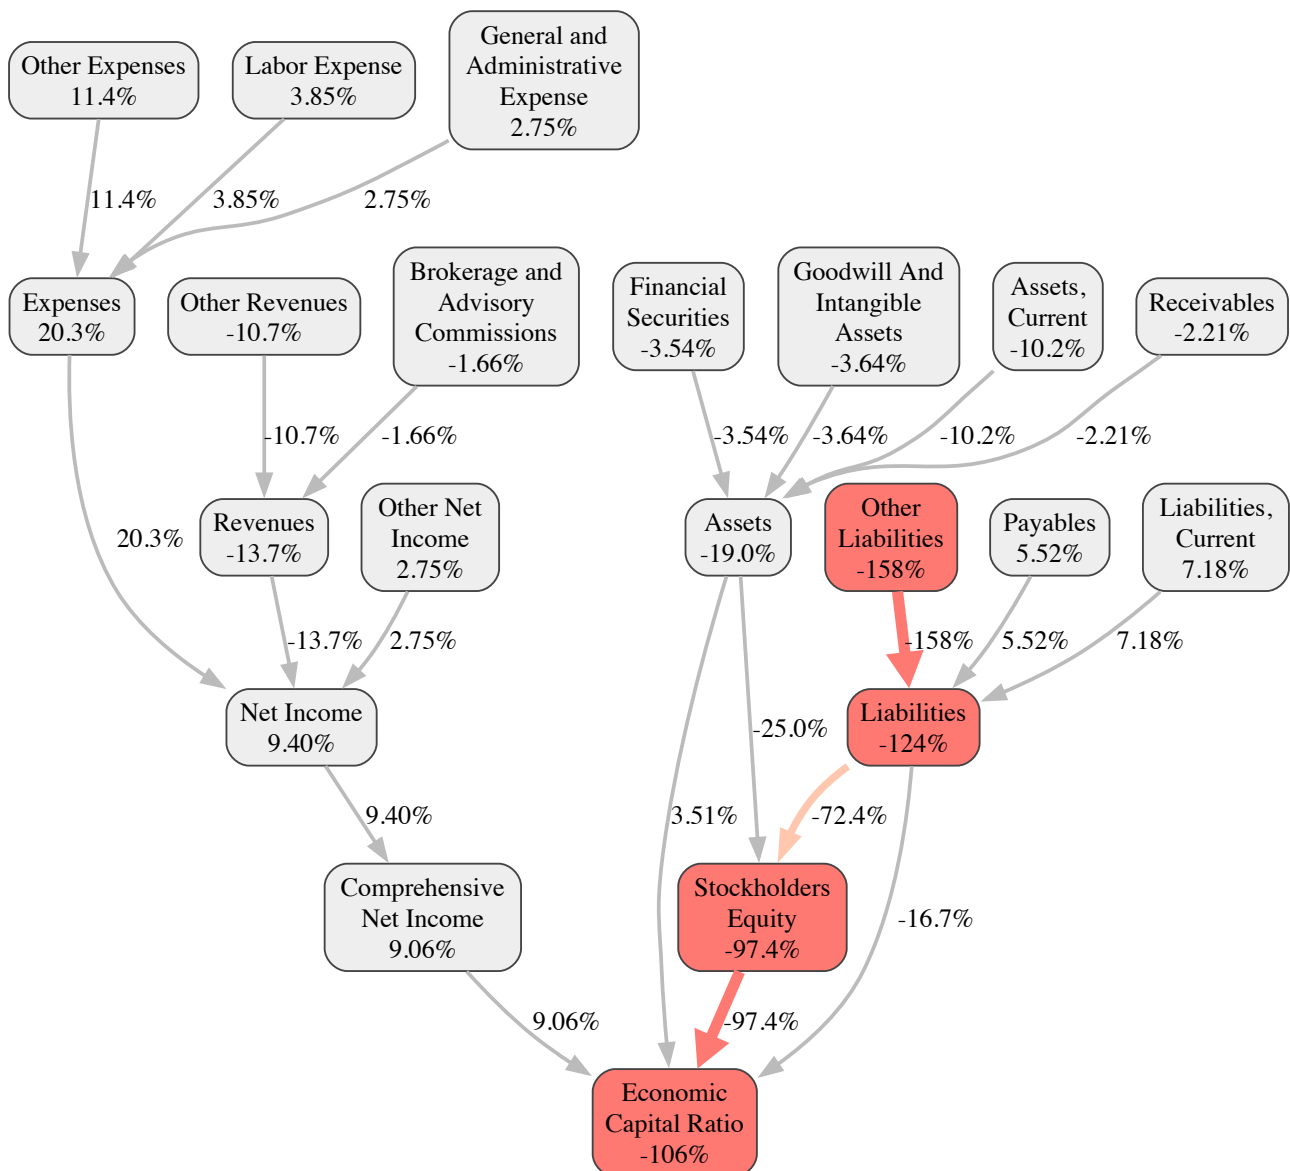 Other Expenses
11.4%
Labor Expense
3.85%
General and
Administrative
Expense
2.75%
11.4%
3.85%
2.75%
Expenses
20.3%
Other Revenues
-10.7%
Brokerage and
Advisory
Commissions
-1.66%
Financial
Securities
-3.54%
Goodwill And
Intangible
Assets
-3.64%
Assets,
Current
-10.2%
Receivables
-2.21%
-10.7%
-1.66%
-3.54%
-3.64%
-10.2%
-2.21%
20.3%
Revenues
-13.7%
Other Net
Income
2.75%
Assets
-19.0%
Other
Liabilities
-158%
Payables
5.52%
Liabilities,
Current
7.18%
-13.7%
2.75%
-158%
5.52%
7.18%
Net Income
9.40%
-25.0%
Liabilities
-124%
9.40%
3.51%
-72.4%
Comprehensive
Net Income
9.06%
Stockholders
Equity
-97.4%
-16.7%
9.06%
-97.4%
Economic
Capital Ratio
-106%